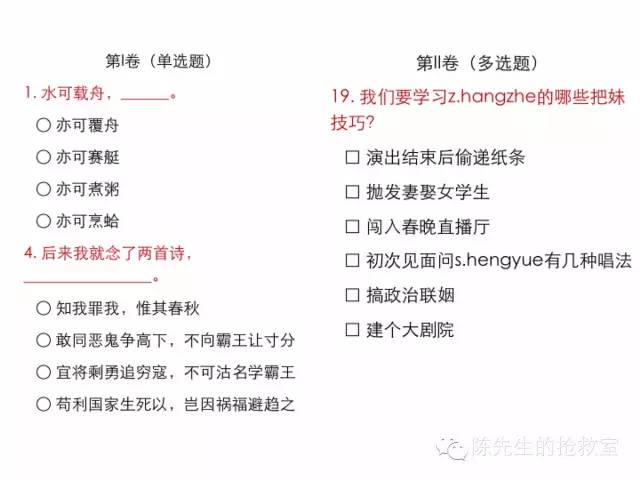 第I卷（单选题）
1. 水可载舟，______。
亦可覆舟
亦可赛艇
亦可煮粥
亦可烹蛤
4. 后来我就念了两首诗，
________________。
知我罪我，惟其春秋
敢同恶鬼争高下，不向霸王让寸分
宜将剩勇追穷寇，不可沽名学霸王
苟利国家生死以，岂因祸福避趋之
第II卷（多选题）
19. 我们要学习z.hangzhe的哪些把妹
技巧?
演出结束后偷递纸条
抛发妻娶女学生
闯入春晚直播厅
初次见面问s.hengyue有几种唱法
搞政治联姻
建个大剧院
陈先生的抢救室